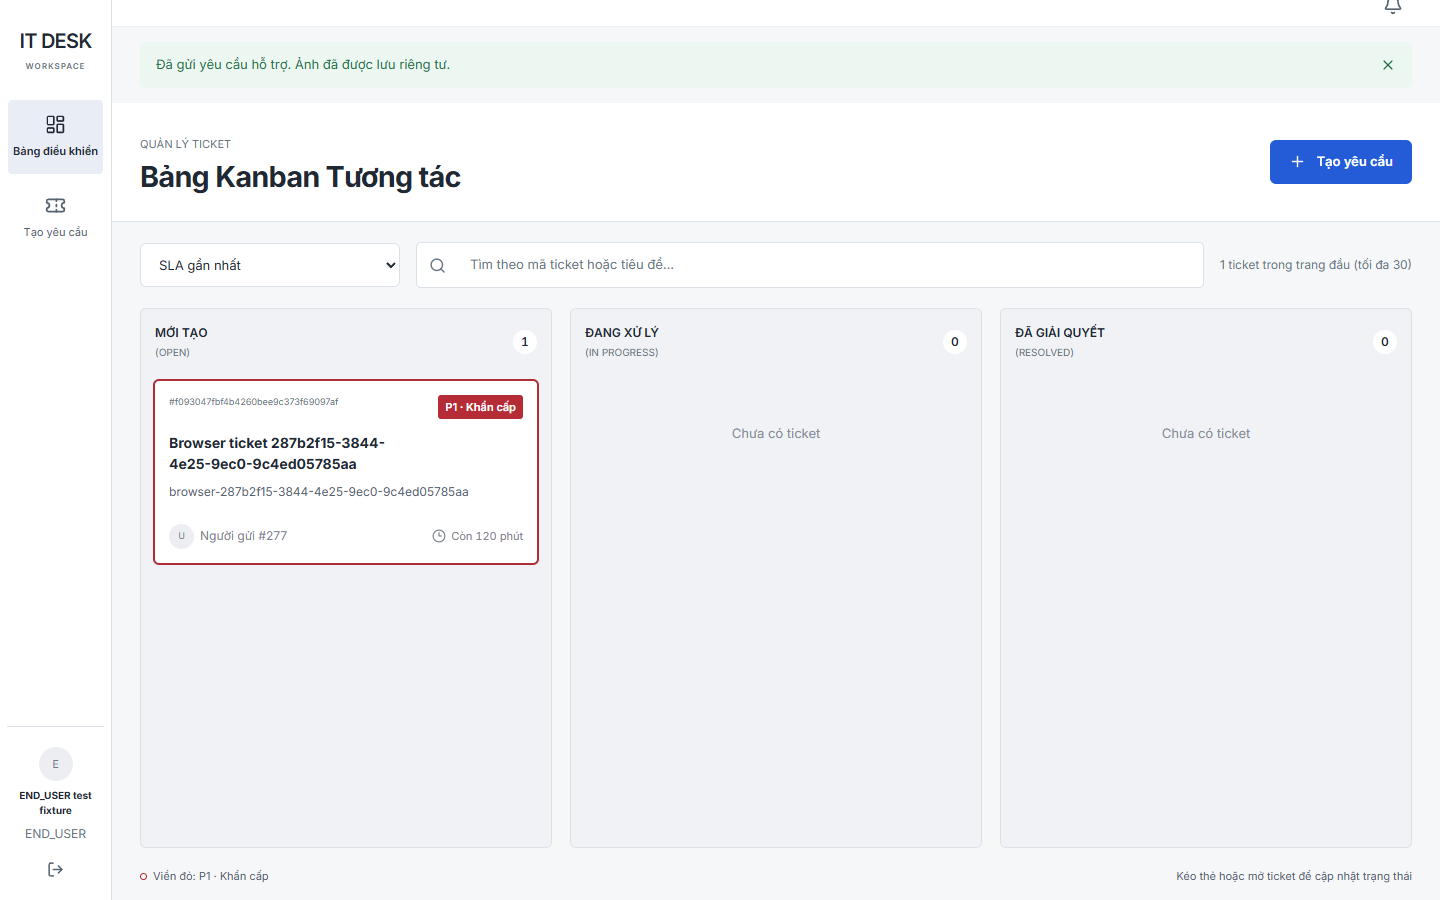 IT DESK
WORKSPACE
Bảng điều khiển
Tạo yêu cầu
END_USER test
fixture
END_USER
E
Đã gửi yêu cầu hỗ trợ. Ảnh đã được lưu riêng tư.
QUẢN LÝ TICKET
Bảng Kanban Tương tác
Tạo yêu cầu
SLA gần nhất
Tìm theo mã ticket hoặc tiêu đề...
1 ticket trong trang đầu (tối đa 30)
MỚI TẠO
(OPEN)
1
#f093047fbf4b4260bee9c373f69097af
P1 · Khẩn cấp
Browser ticket 287b2f15-3844-
4e25-9ec0-9c4ed05785aa
browser-287b2f15-3844-4e25-9ec0-9c4ed05785aa
U
Người gửi #277
Còn 120 phút
ĐANG XỬ LÝ
(IN PROGRESS)
0
Chưa có ticket
ĐÃ GIẢI QUYẾT
(RESOLVED)
0
Chưa có ticket
Viền đỏ: P1 · Khẩn cấp
Kéo thẻ hoặc mở ticket để cập nhật trạng thái